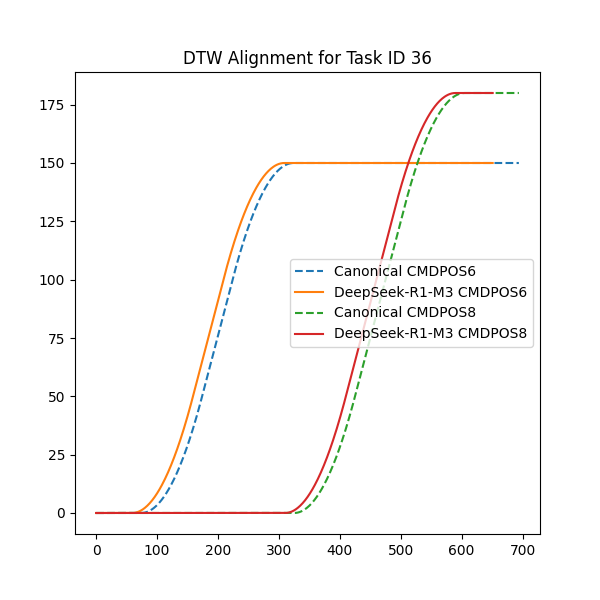 DTW Alignment for Task ID 36
175
150
125
100
75
50
25
0
Canonical CMDPOS6
DeepSeek-R1-M3 CMDPOS6
Canonical CMDPOS8
DeepSeek-R1-M3 CMDPOS8
0 100 200 300 400 500 600 700